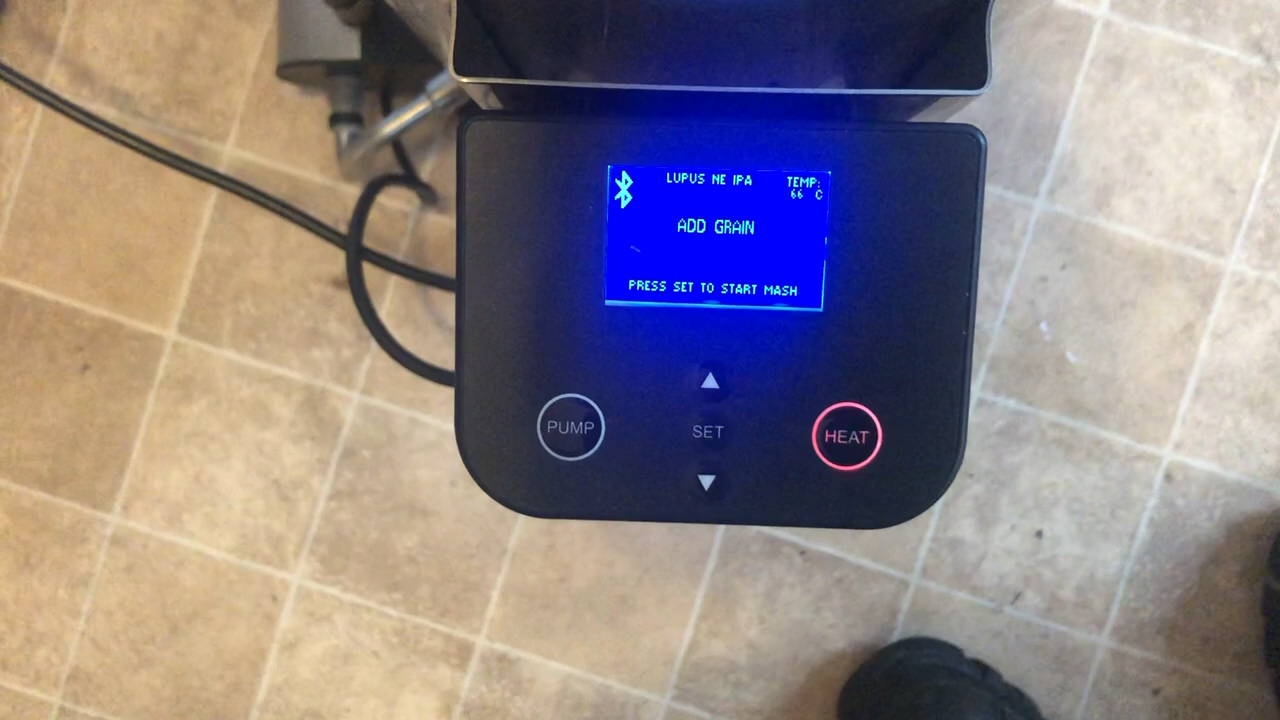 LUPUS NE IPA
TEMP:
66 C
ADD GRAIN
PRESS SET TO START MASH
PUMP
SET
HEAT